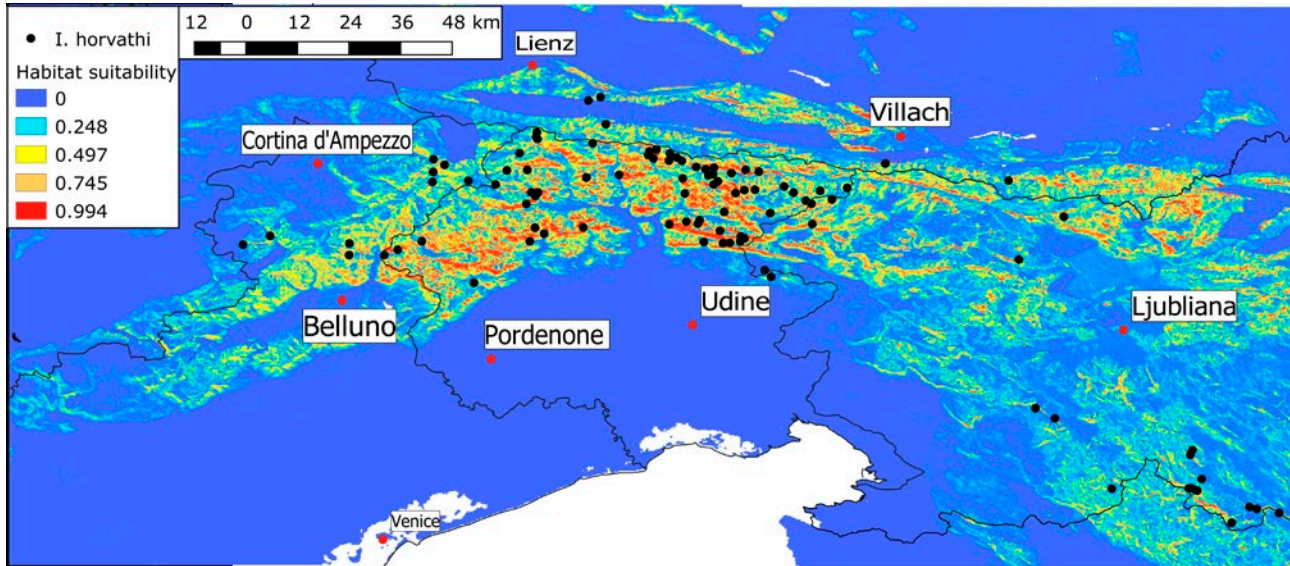 I. horvathi
Habitat suitability
0
0.248
0.497
0.745
0.994
12 0 12 24 36 48 km
Lienz
Villach
Cortina d'Ampezzo
Udine
Ljubliana
Belluno
Pordenone
Venice